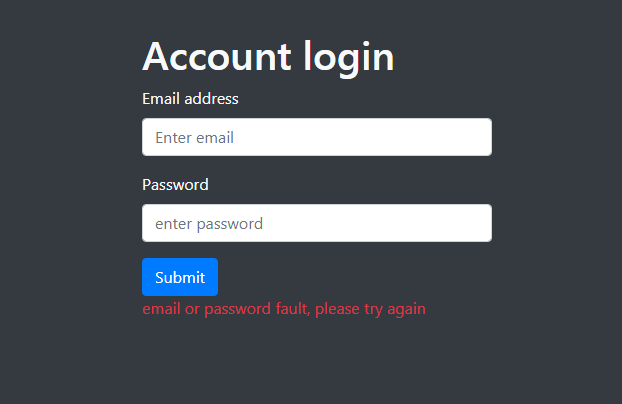 Account login
Email address
Enter email
Password
enter password
Submit
email or password fault, please try again